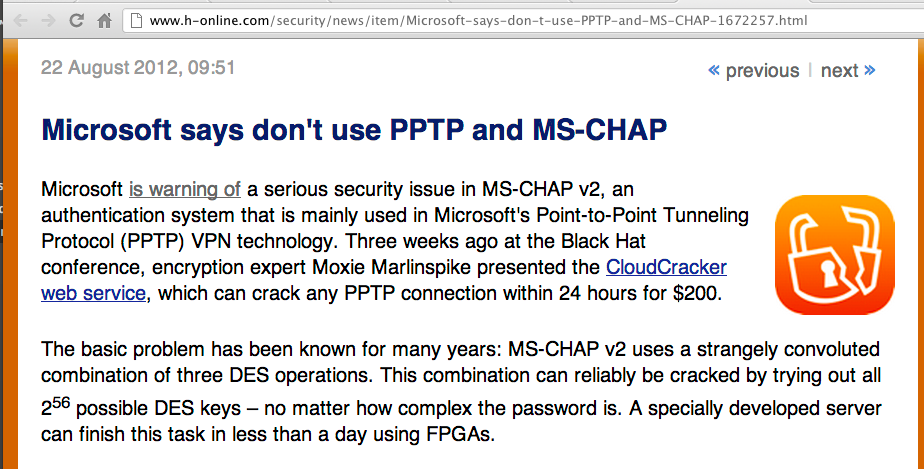 www.h-online.com/security/news/item/Microsoft-says-don-t-use-PPTP-and-MS-CHAP-1672257.html
22 August 2012, 09:51
« previous | next »
Microsoft says don't use PPTP and MS-CHAP
Microsoft is warning of a serious security issue in MS-CHAP v2, an
authentication system that is mainly used in Microsoft's Point-to-Point Tunneling
Protocol (PPTP) VPN technology. Three weeks ago at the Black Hat
conference, encryption expert Moxie Marlinspike presented the CloudCracker
web service, which can crack any PPTP connection within 24 hours for $200.
The basic problem has been known for many years: MS-CHAP v2 uses a strangely convoluted
combination of three DES operations. This combination can reliably be cracked by trying out all
2⁵⁶ possible DES keys – no matter how complex the password is. A specially developed server
can finish this task in less than a day using FPGAs.